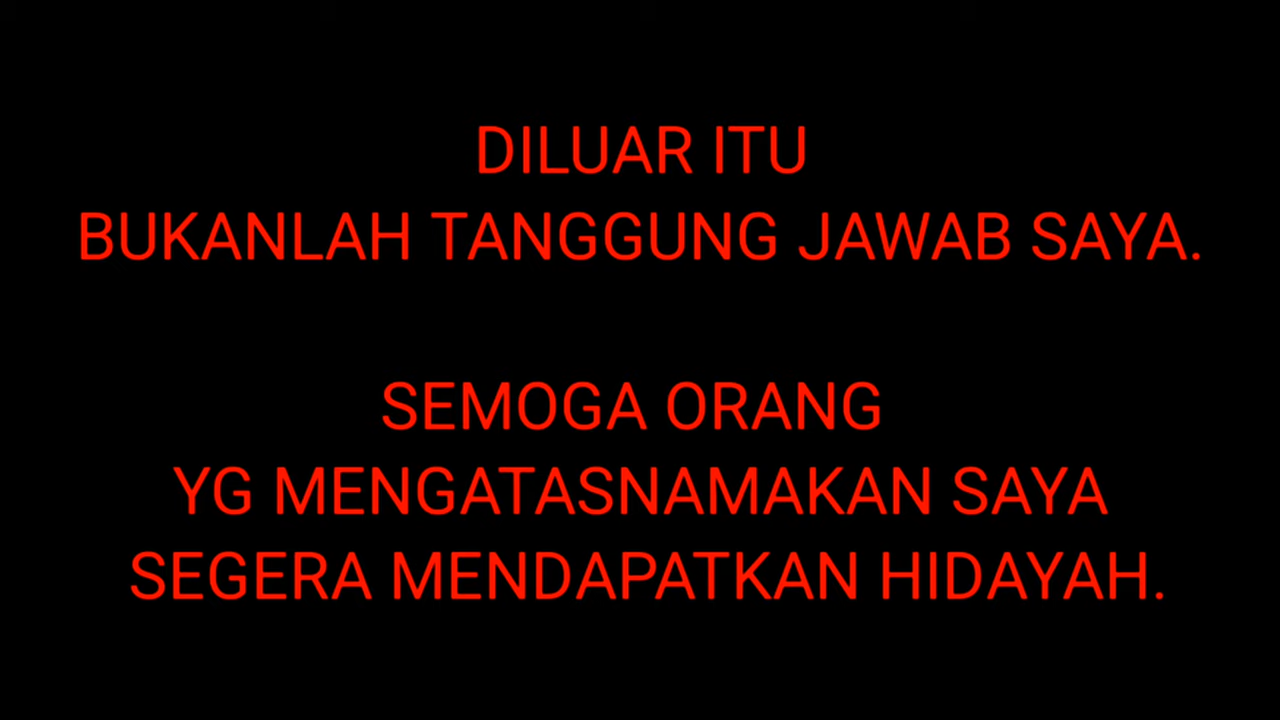 DILUAR ITU
BUKANLAH TANGGUNG JAWAB SAYA.
SEMOGA ORANG
YG MENGATASNAMAKAN SAYA
SEGERA MENDAPATKAN HIDAYAH.